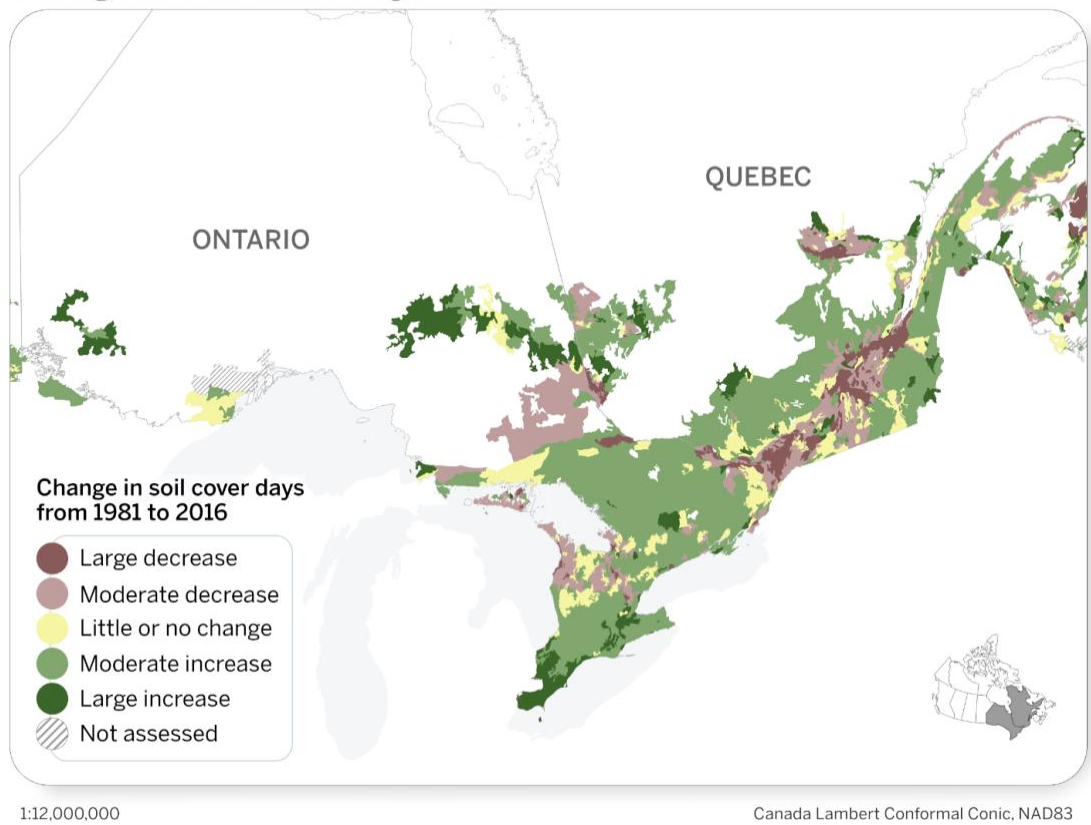 QUEBEC
ONTARIO
Change in soil cover days
from 1981 to 2016
Large decrease
Moderate decrease
Little or no change
Moderate increase
Large increase
Not assessed
1:12,000,000
Canada Lambert Conformal Conic, NAD83